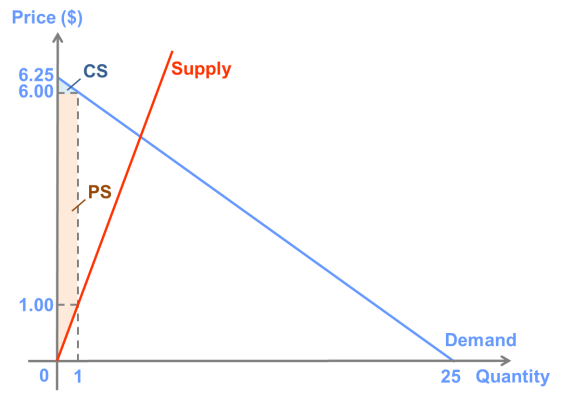 Price ($)
6.25
CS
Supply
6.00
PS
1.00
Demand
0
1
25
Quantity